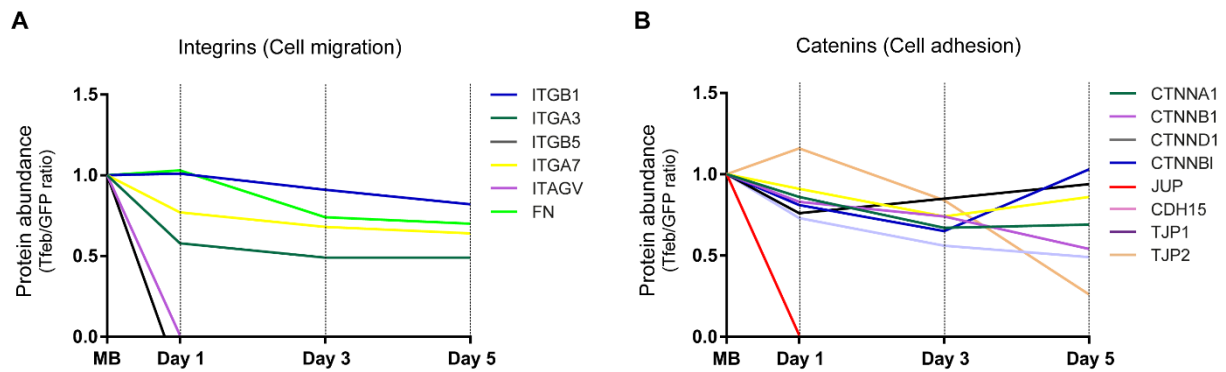 A
Integrins (Cell migration)
Protein abundance
(Tfeb/GFP ratio)
1.5
1.0
0.5
0.0
MB Day 1 Day 3 Day 5
ITGB1
ITGA3
ITGB5
ITGA7
ITAGV
FN
B
Catenins (Cell adhesion)
Protein abundance
(Tfeb/GFP ratio)
1.5
1.0
0.5
0.0
MB Day 1 Day 3 Day 5
CTNNA1
CTNNB1
CTNND1
CTNNBl
JUP
CDH15
TJP1
TJP2